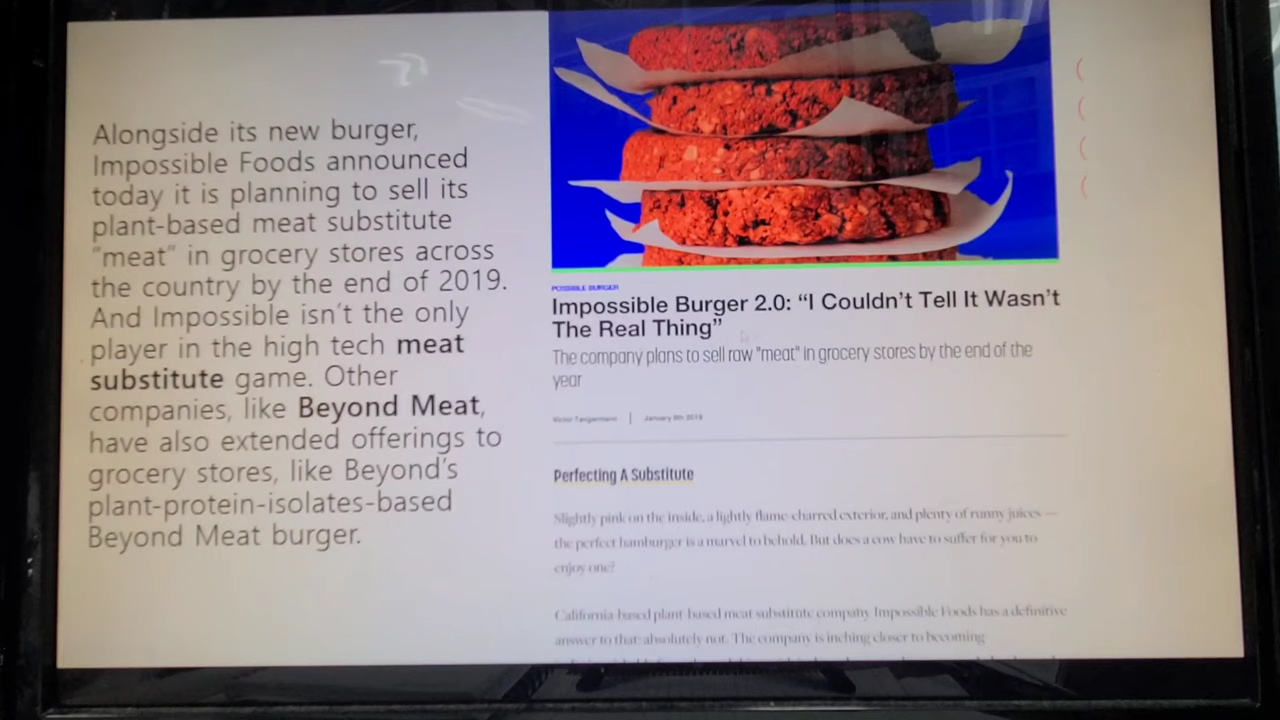 Alongside its new burger,
Impossible Foods announced
today it is planning to sell its
plant-based meat substitute
"meat" in grocery stores across
the country by the end of 2019.
And Impossible isn't the only
player in the high tech meat
substitute game. Other
companies, like Beyond Meat,
have also extended offerings to
grocery stores, like Beyond's
plant-protein-isolates-based
Beyond Meat burger.
POSSIBLE BURGER
Impossible Burger 2.0: “I Couldn’t Tell It Wasn’t
The Real Thing”
The company plans to sell raw "meat" in grocery stores by the end of the
year
Victor Tangermann | January 8th 2019
Perfecting A Substitute
Slightly pink on the inside, a lightly flame-charred exterior, and plenty of runny juices —
the perfect hamburger is a marvel to behold. But does a cow have to suffer for you to
enjoy one?
California-based plant-based meat substitute company Impossible Foods has a definitive
answer to that: absolutely not. The company is inching closer to becoming